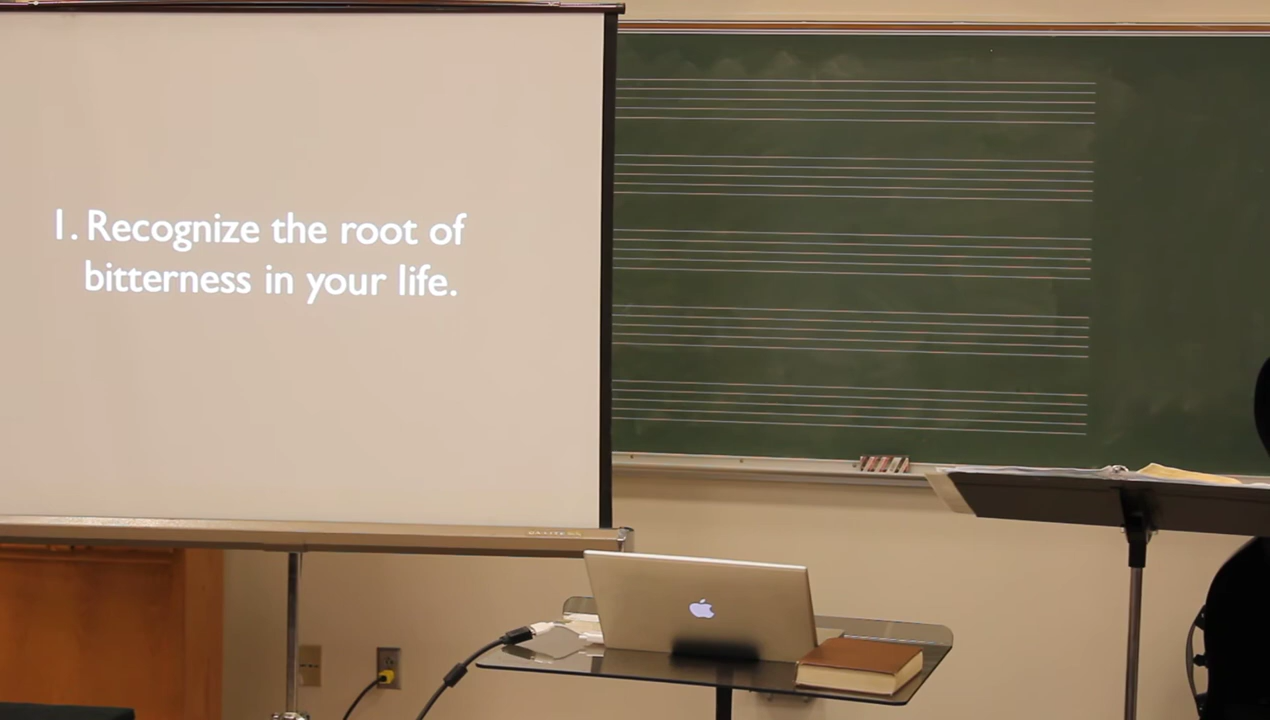 1. Recognize the root of
bitterness in your life.